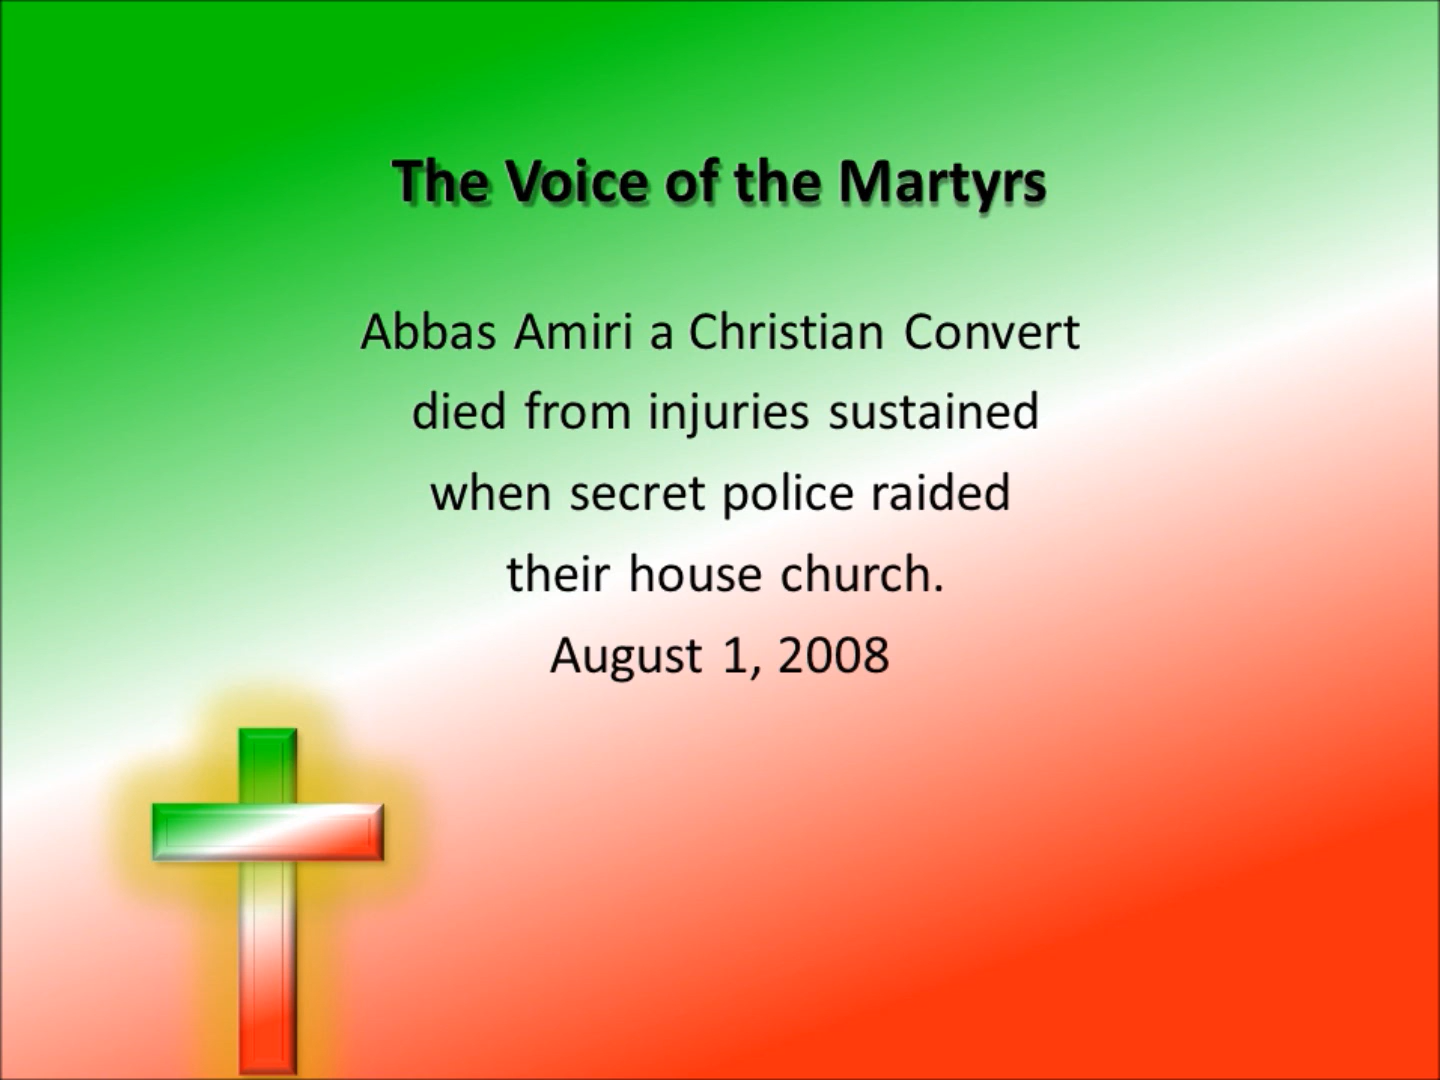 The Voice of the Martyrs
Abbas Amiri a Christian Convert
died from injuries sustained
when secret police raided
their house church.
August 1, 2008